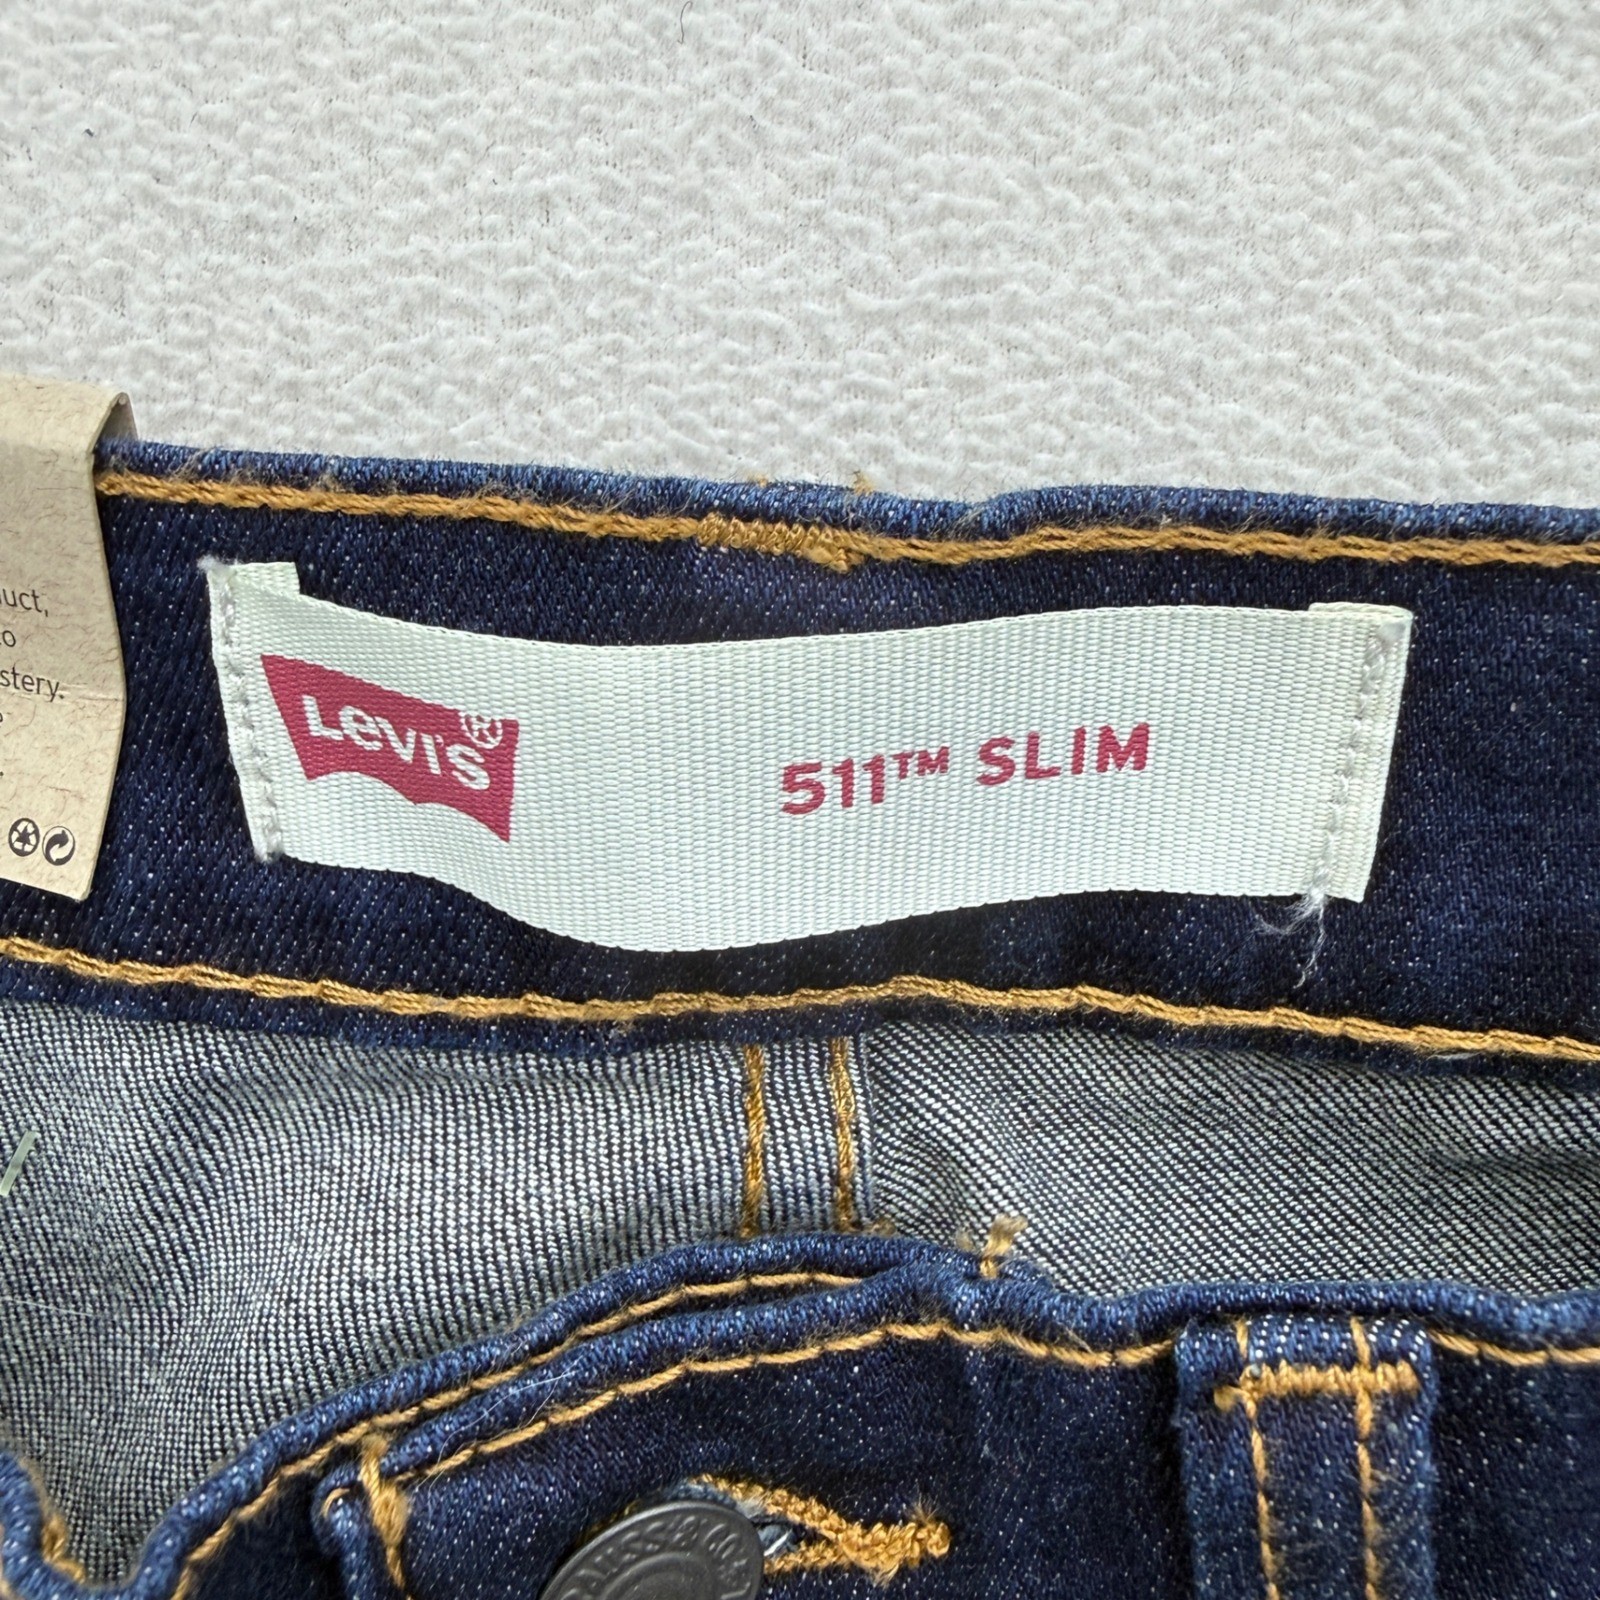 uct,
stery.
LEVI'S®
511™ SLIM